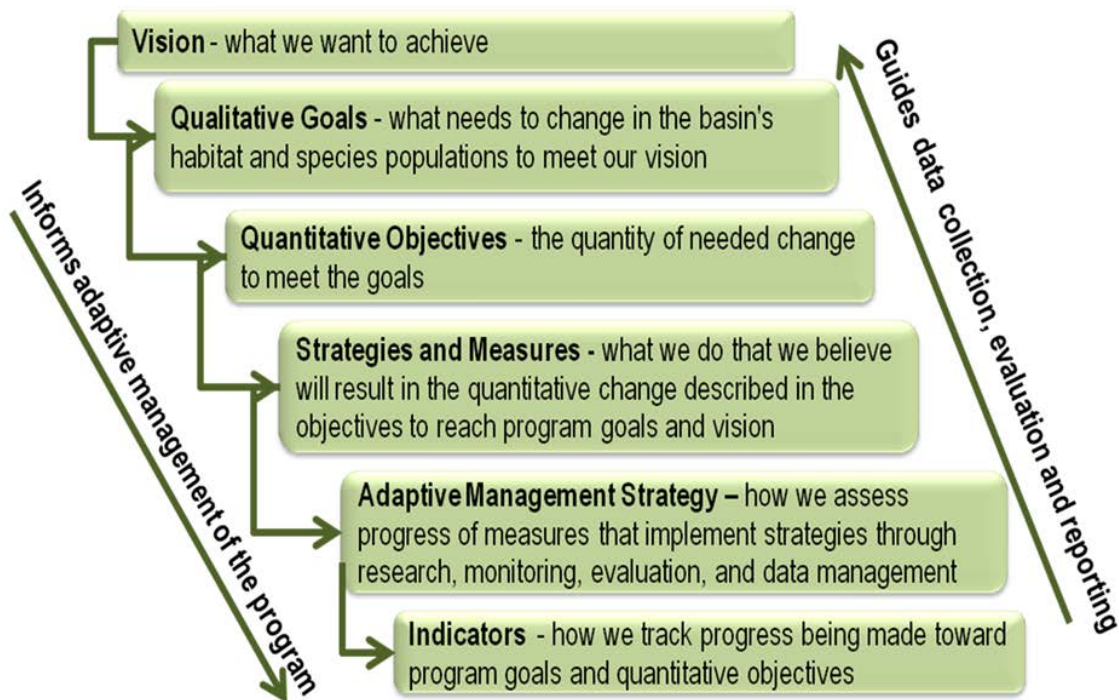 Vision - what we want to achieve
Qualitative Goals - what needs to change in the basin's
habitat and species populations to meet our vision
Quantitative Objectives - the quantity of needed change
to meet the goals
Strategies and Measures - what we do that we believe
will result in the quantitative change described in the
objectives to reach program goals and vision
Adaptive Management Strategy – how we assess
progress of measures that implement strategies through
research, monitoring, evaluation, and data management
Indicators - how we track progress being made toward
program goals and quantitative objectives
Informs adaptive management of the program
Guides data collection, evaluation and reporting